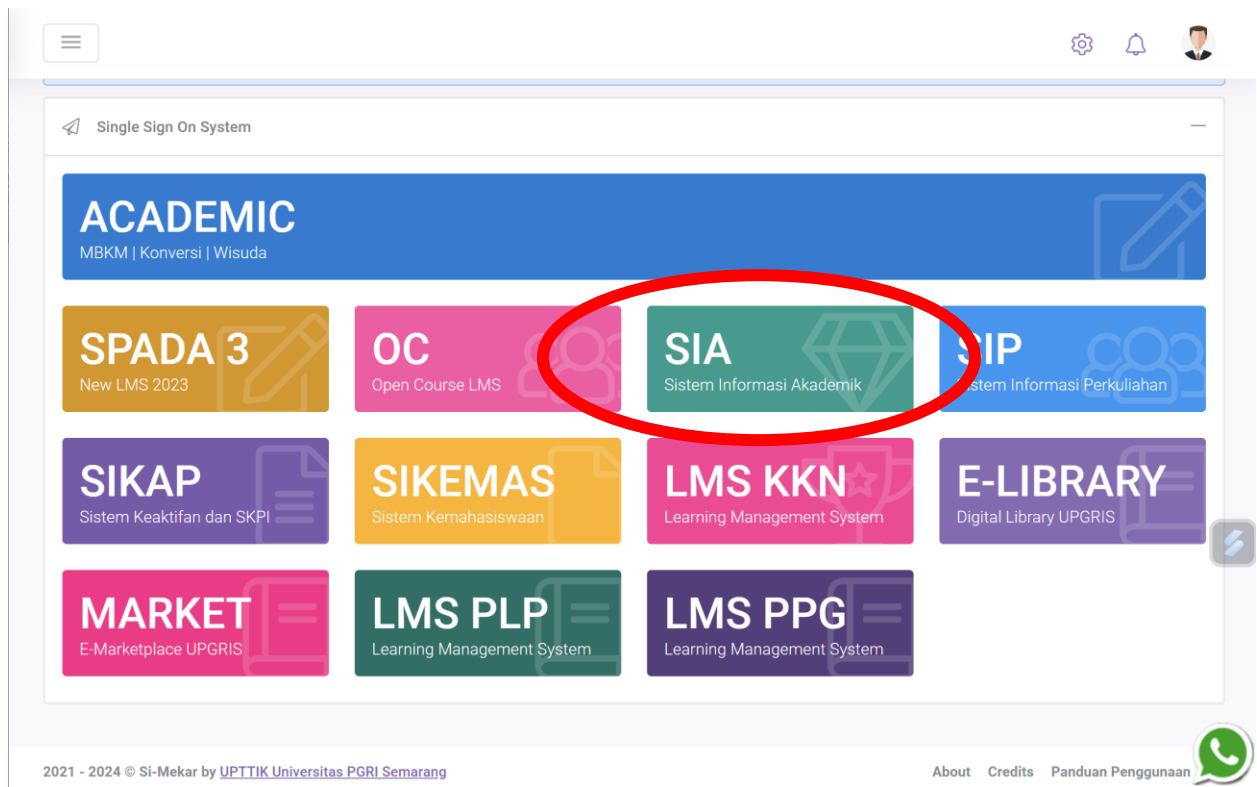 Single Sign On System
ACADEMIC
MBKM | Konversi | Wisuda
SPADA 3
New LMS 2023
OC
Open Course LMS
SIA
Sistem Informasi Akademik
SIP
Sistem Informasi Perkuliahan
SIKAP
Sistem Keaktifan dan SKPI
SIKEMAS
Sistem Kemahasiswaan
LMS KKN
Learning Management System
E-LIBRARY
Digital Library UPGRIS
MARKET
E-Marketplace UPGRIS
LMS PLP
Learning Management System
LMS PPG
Learning Management System
2021 - 2024 © Si-Mekar by UPTTIK Universitas PGRI Semarang
About Credits Panduan Penggunaan